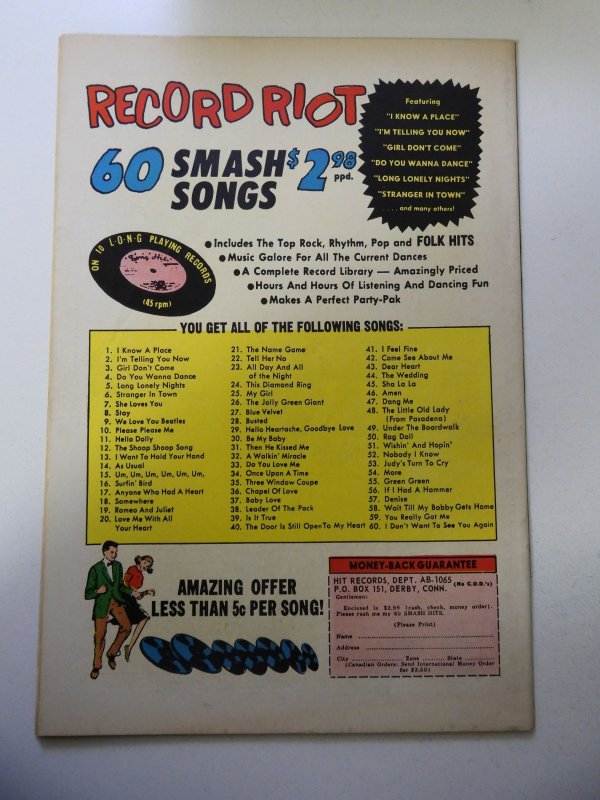 RECORD RIOT
60 SMASH SONGS $2.98 ppd.
Featuring
"I KNOW A PLACE"
"I'M TELLING YOU NOW"
"GIRL DON'T COME"
"DO YOU WANNA DANCE"
"LONG LONELY NIGHTS"
"STRANGER IN TOWN"
. . . . and many others!
ON 10 L-O-N-G PLAYING RECORDS
(45 rpm)
● Includes The Top Rock, Rhythm, Pop and FOLK HITS
● Music Galore For All The Current Dances
● A Complete Record Library — Amazingly Priced
● Hours And Hours Of Listening And Dancing Fun
● Makes A Perfect Party-Pak
YOU GET ALL OF THE FOLLOWING SONGS:
1. I Know A Place
2. I'm Telling You Now
3. Girl Don't Come
4. Do You Wanna Dance
5. Long Lonely Nights
6. Stranger In Town
7. She Loves You
8. Stay
9. We Love You Beatles
10. Please Please Me
11. Hello Dolly
12. The Shoop Shoop Song
13. I Want To Hold Your Hand
14. As Usual
15. Um, Um, Um, Um, Um, Um,
16. Surfin' Bird
17. Anyone Who Had A Heart
18. Somewhere
19. Romeo And Juliet
20. Love Me With All
Your Heart
21. The Name Game
22. Tell Her No
23. All Day And All
of the Night
24. This Diamond Ring
25. My Girl
26. The Jolly Green Giant
27. Blue Velvet
28. Busted
29. Hello Heartache, Goodbye Love
30. Be My Baby
31. Then He Kissed Me
32. A Walkin' Miracle
33. Do You Love Me
34. Once Upon A Time
35. Three Window Coupe
36. Chapel Of Love
37. Baby Love
38. Leader Of The Pack
39. Is It True
40. The Door Is Still Open To My Heart
41. I Feel Fine
42. Come See About Me
43. Dear Heart
44. The Wedding
45. Sha La La
46. Amen
47. Dang Me
48. The Little Old Lady
(From Pasadena)
49. Under The Boardwalk
50. Rag Doll
51. Wishin' And Hopin'
52. Nobody I Know
53. Judy's Turn To Cry
54. More
55. Green Green
56. If I Had A Hammer
57. Denise
58. Wait Till My Bobby Gets Home
59. You Really Got Me
60. I Don't Want To See You Again
AMAZING OFFER
LESS THAN 5c PER SONG!
MONEY-BACK GUARANTEE
HIT RECORDS, DEPT. AB-1065 (No C.O.D.'s)
P.O. BOX 151, DERBY, CONN.
Gentlemen:
Enclosed is $2.98 (cash, check, money order).
Please rush me my 60 SMASH HITS.
(Please Print)
Name
Address
City Zone State
(Canadian Orders: Send International Money Order
for $3.50)